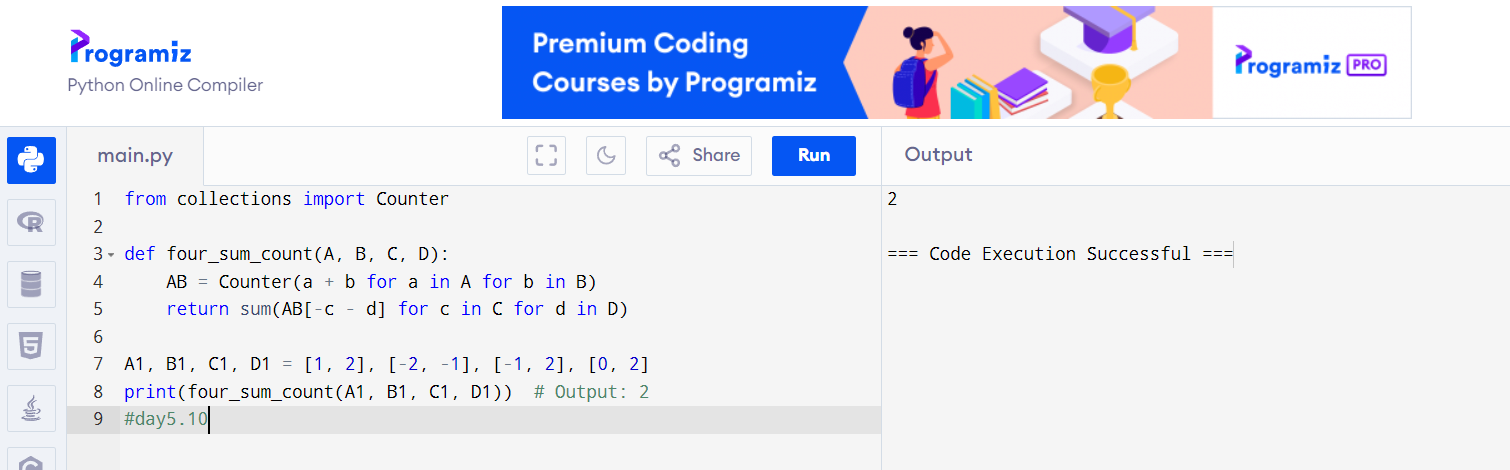 Programiz
Python Online Compiler
Premium Coding
Courses by Programiz
Programiz PRO
main.py
Share
Run
Output
1 from collections import Counter
2
3 def four_sum_count(A, B, C, D):
4     AB = Counter(a + b for a in A for b in B)
5     return sum(AB[-c - d] for c in C for d in D)
6
7 A1, B1, C1, D1 = [1, 2], [-2, -1], [-1, 2], [0, 2]
8 print(four_sum_count(A1, B1, C1, D1))  # Output: 2
9 #day5.10
2
=== Code Execution Successful ===
R
5
C